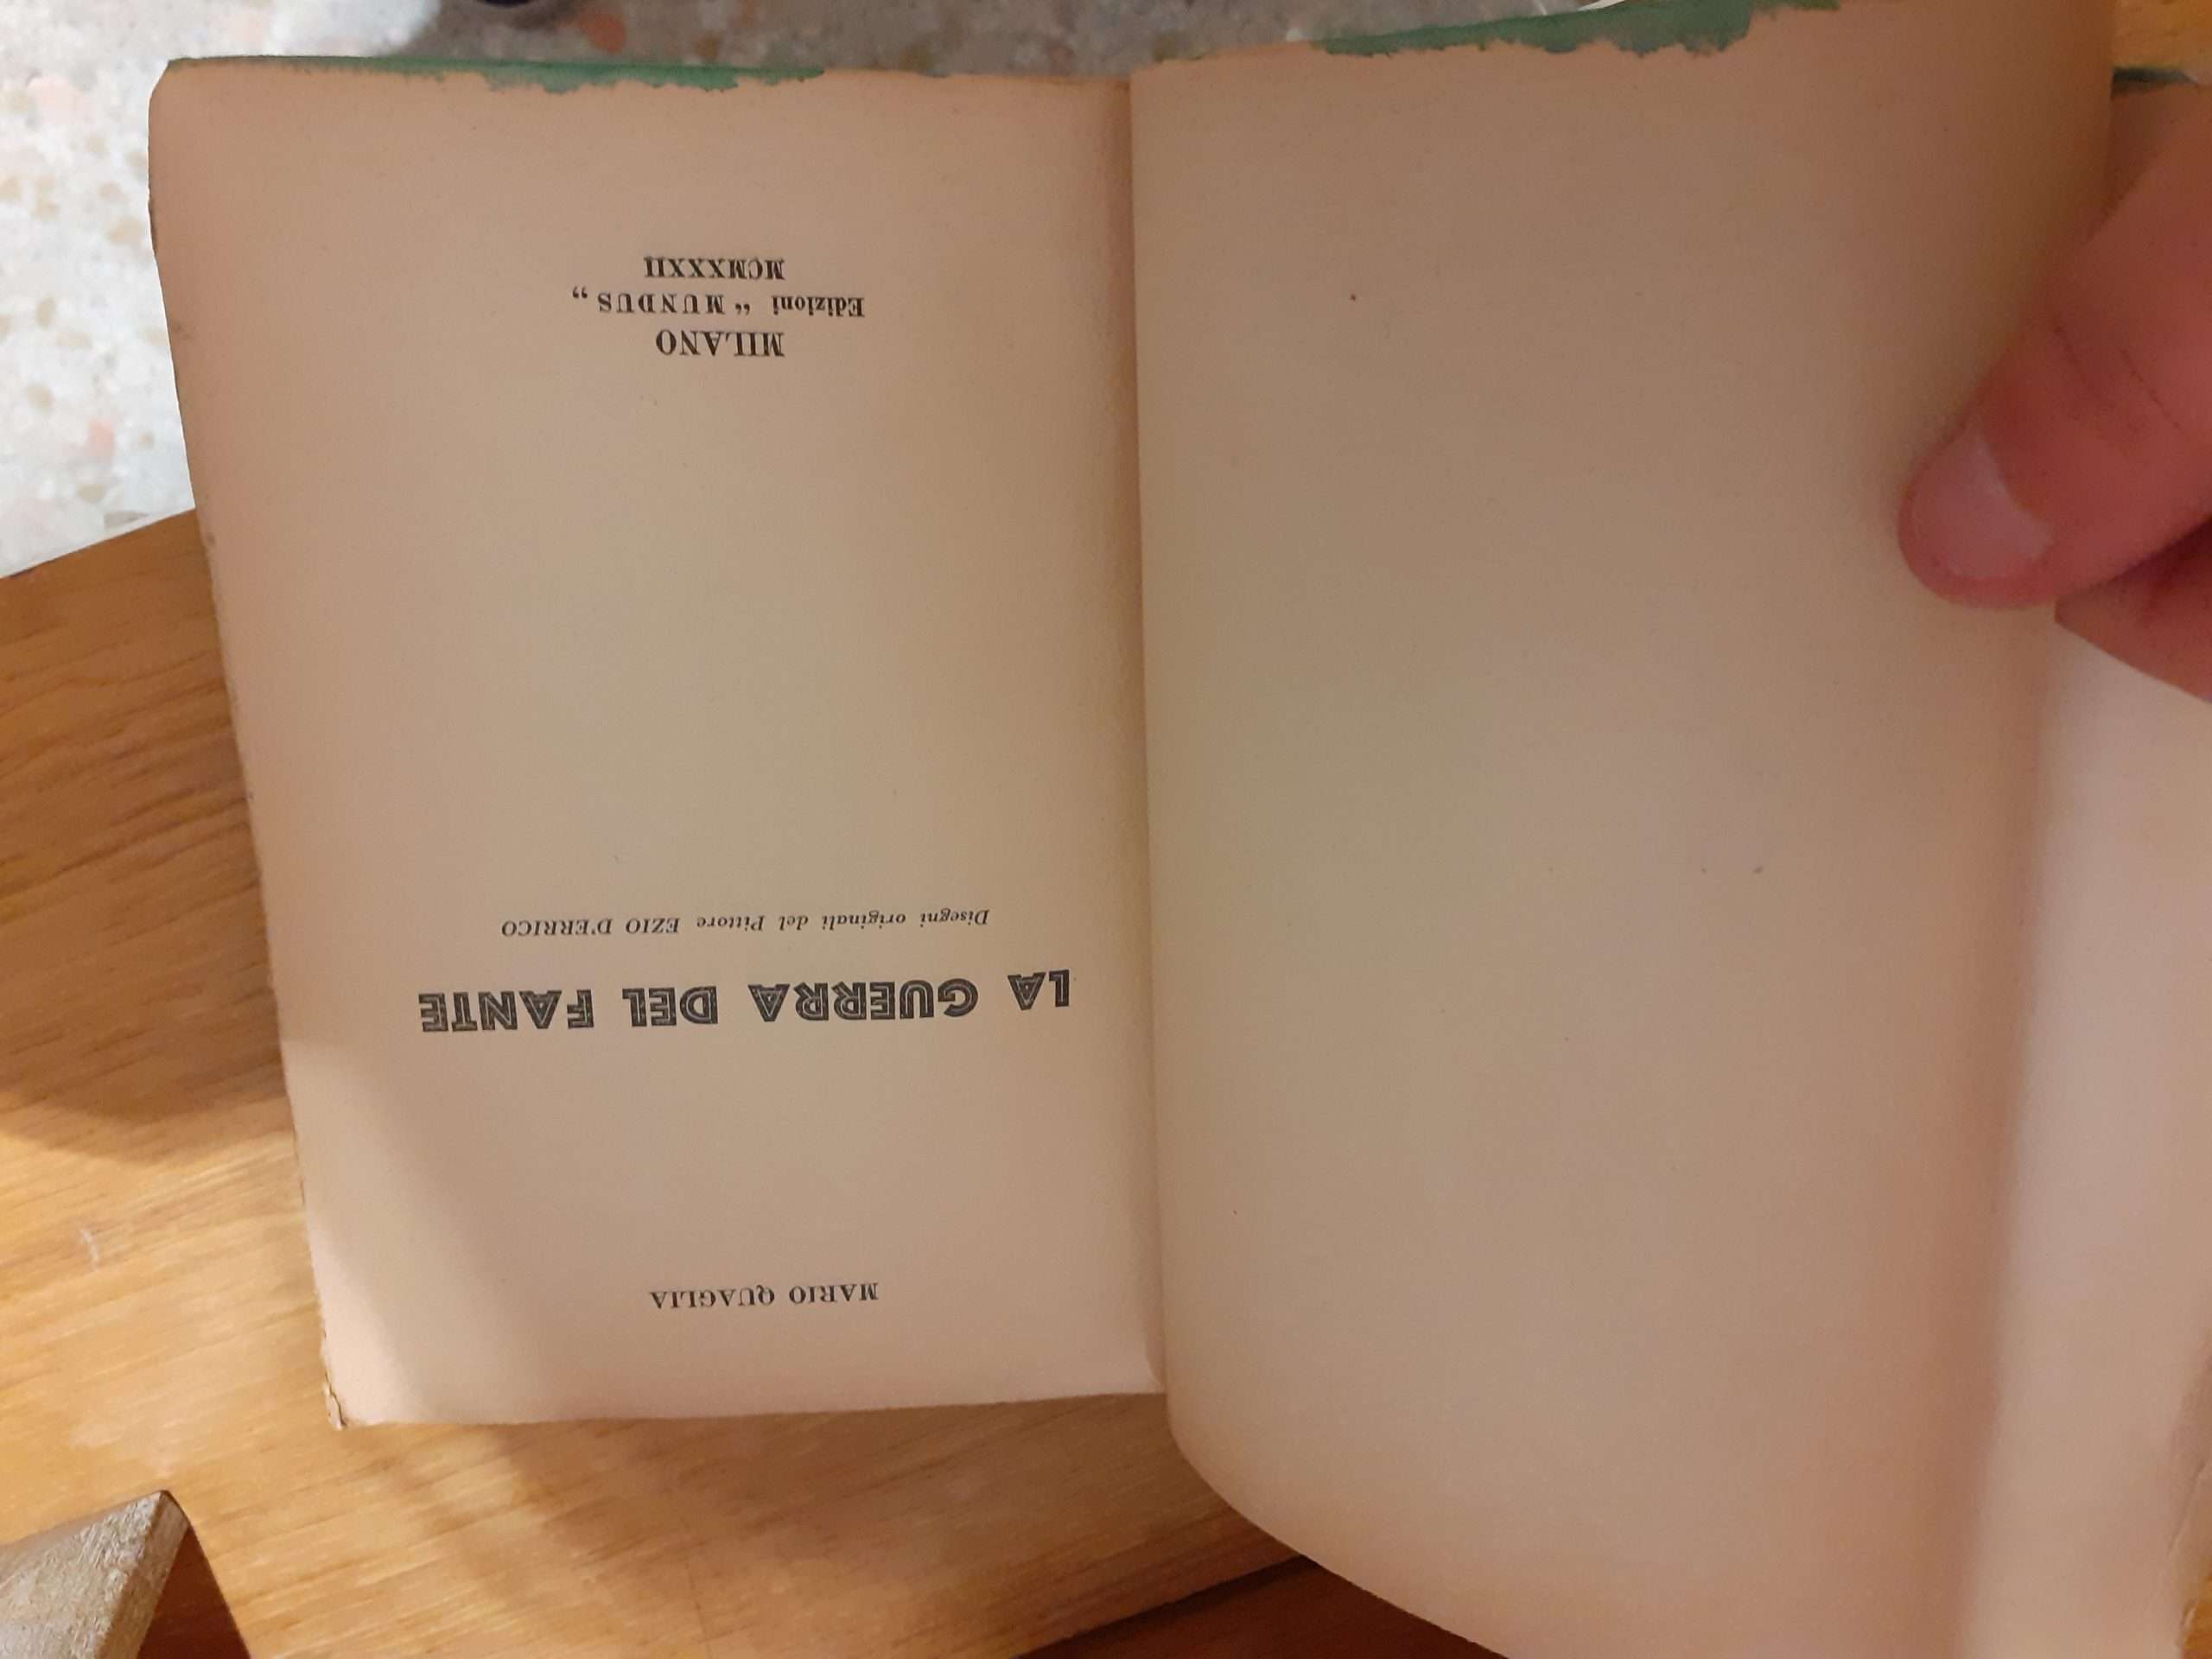 MARIO QUAGLIA
LA GUERRA DEL FANTE
Disegni originali del Pittore EZIO D'ERRICO
MILANO
Edizioni “ MUNDUS „
MCMXXXII